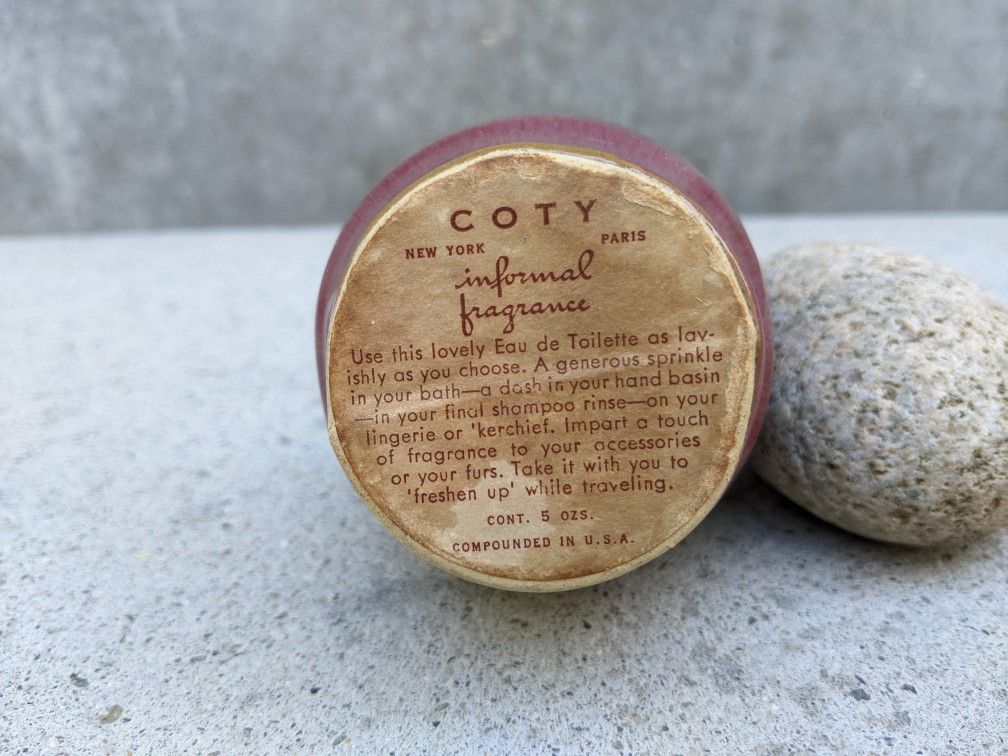 COTY
NEW YORK PARIS
informal
fragrance
Use this lovely Eau de Toilette as lav-
ishly as you choose. A generous sprinkle
in your bath—a dash in your hand basin
—in your final shampoo rinse—on your
lingerie or 'kerchief. Impart a touch
of fragrance to your accessories
or your furs. Take it with you to
'freshen up' while traveling.
CONT. 5 OZS.
COMPOUNDED IN U.S.A.